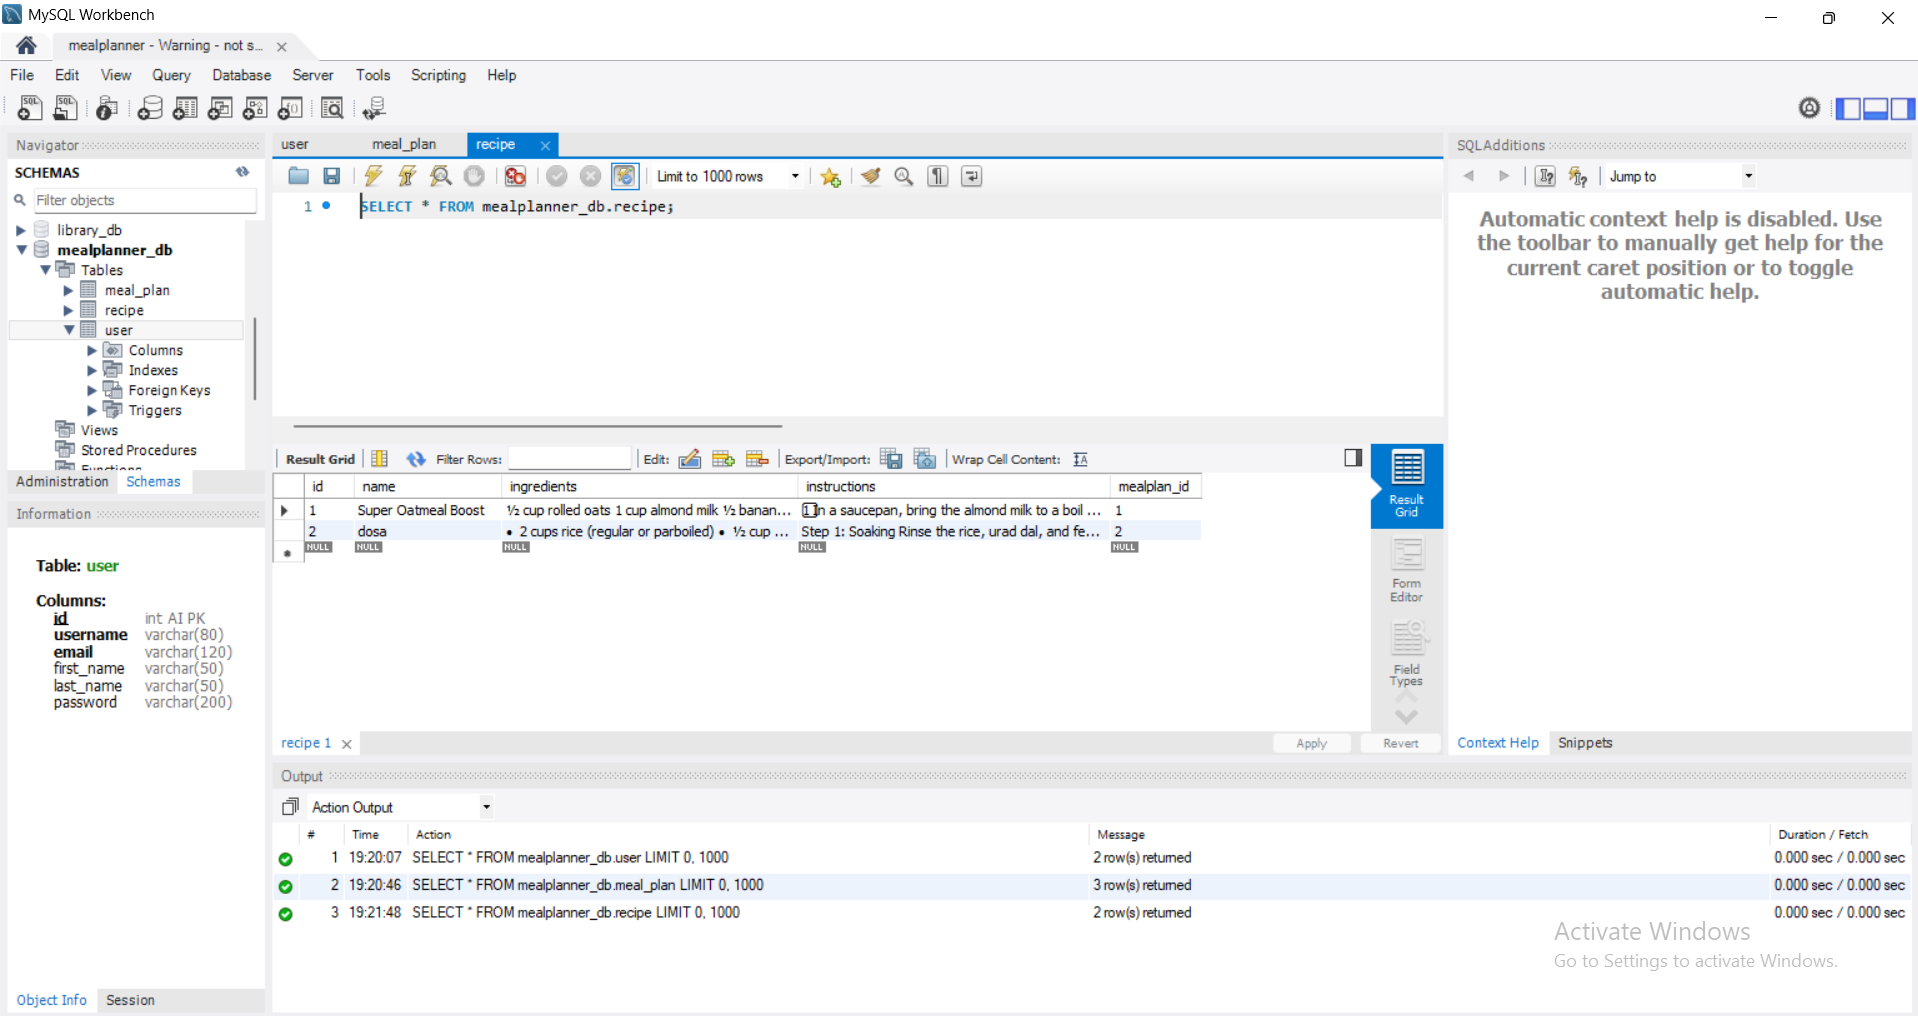 MySQL Workbench
mealplanner - Warning - not s...
File Edit View Query Database Server Tools Scripting Help
Navigator
SCHEMAS
Filter objects
library_db
mealplanner_db
Tables
meal_plan
recipe
user
Columns
Indexes
Foreign Keys
Triggers
Views
Stored Procedures
Functions
Administration Schemas
Information
Table: user
Columns:
id int AI PK
username varchar(80)
email varchar(120)
first_name varchar(50)
last_name varchar(50)
password varchar(200)
Object Info Session
user meal_plan recipe
Limit to 1000 rows
1 SELECT * FROM mealplanner_db.recipe;
Result Grid Filter Rows: Edit: Export/Import: Wrap Cell Content:
id name ingredients instructions mealplan_id
1 Super Oatmeal Boost ½ cup rolled oats 1 cup almond milk ½ banan... 1 In a saucepan, bring the almond milk to a boil ... 1
2 dosa • 2 cups rice (regular or parboiled) • ½ cup ... Step 1: Soaking Rinse the rice, urad dal, and fe... 2
NULL NULL NULL NULL NULL
Result
Grid
Form
Editor
Field
Types
recipe 1 Apply Revert
SQLAdditions
Jump to
Automatic context help is disabled. Use
the toolbar to manually get help for the
current caret position or to toggle
automatic help.
Context Help Snippets
Output
Action Output
# Time Action Message Duration / Fetch
1 19:20:07 SELECT * FROM mealplanner_db.user LIMIT 0, 1000 2 row(s) returned 0.000 sec / 0.000 sec
2 19:20:46 SELECT * FROM mealplanner_db.meal_plan LIMIT 0, 1000 3 row(s) returned 0.000 sec / 0.000 sec
3 19:21:48 SELECT * FROM mealplanner_db.recipe LIMIT 0, 1000 2 row(s) returned 0.000 sec / 0.000 sec
Activate Windows
Go to Settings to activate Windows.